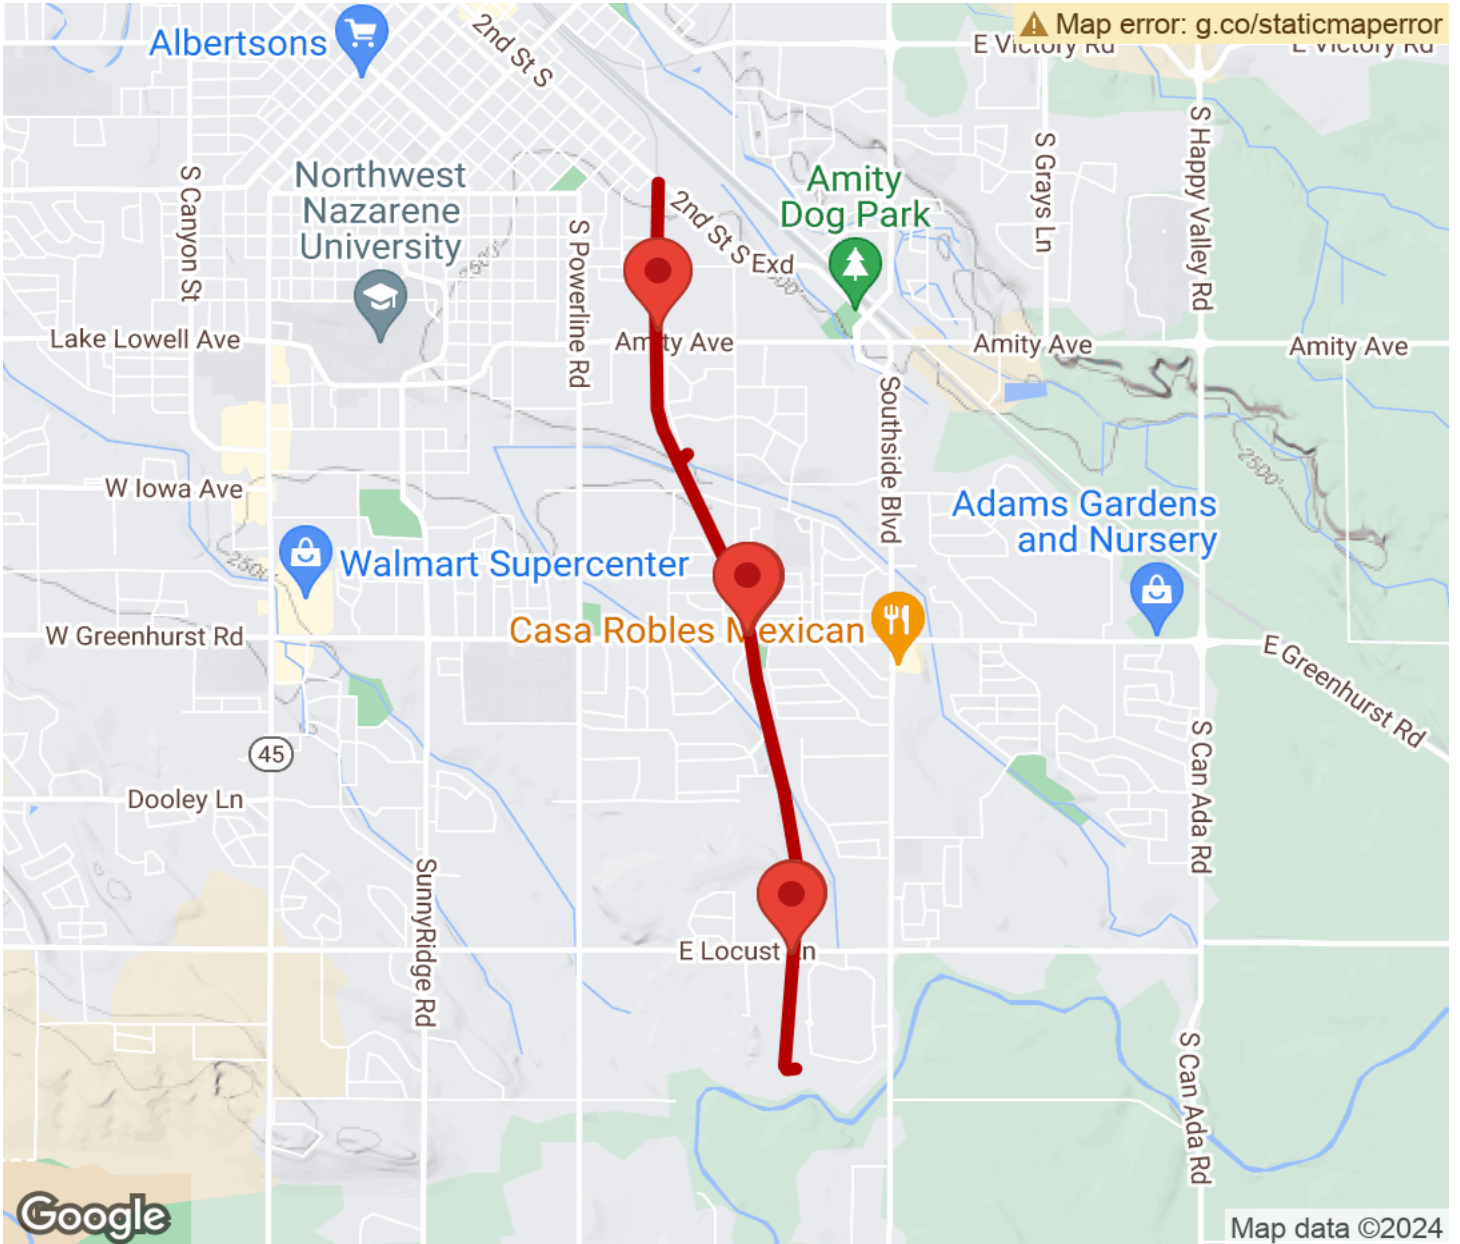 Map error: g.co/staticmaperror
Albertsons
2nd St S
E Victory Rd
E Victory Rd
S Canyon St
Northwest
Nazarene
University
2500'
S Powerline Rd
2nd St S Exd
2500'
Amity
Dog Park
S Grays Ln
S Happy Valley Rd
Lake Lowell Ave
Amity Ave
Amity Ave
Amity Ave
Southside Blvd
2500'
W Iowa Ave
Adams Gardens
and Nursery
2500'
Walmart Supercenter
W Greenhurst Rd
Casa Robles Mexican
E Greenhurst Rd
45
S Can Ada Rd
Dooley Ln
SunnyRidge Rd
E Locust Ln
S Can Ada Rd
Google
Map data ©2024